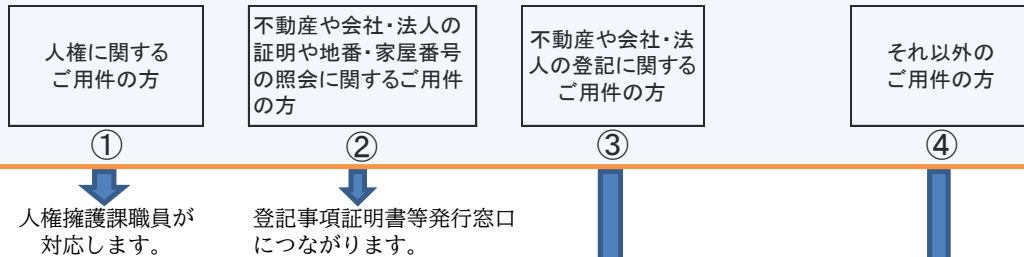 人権に関する
ご用件の方
不動産や会社・法人の
証明や地番・家屋番号
の照会に関するご用件
の方
不動産や会社・法
人の登記に関する
ご用件の方
それ以外の
ご用件の方
①
②
③
④
人権擁護課職員が
対応します。
登記事項証明書等発行窓口
につながります。